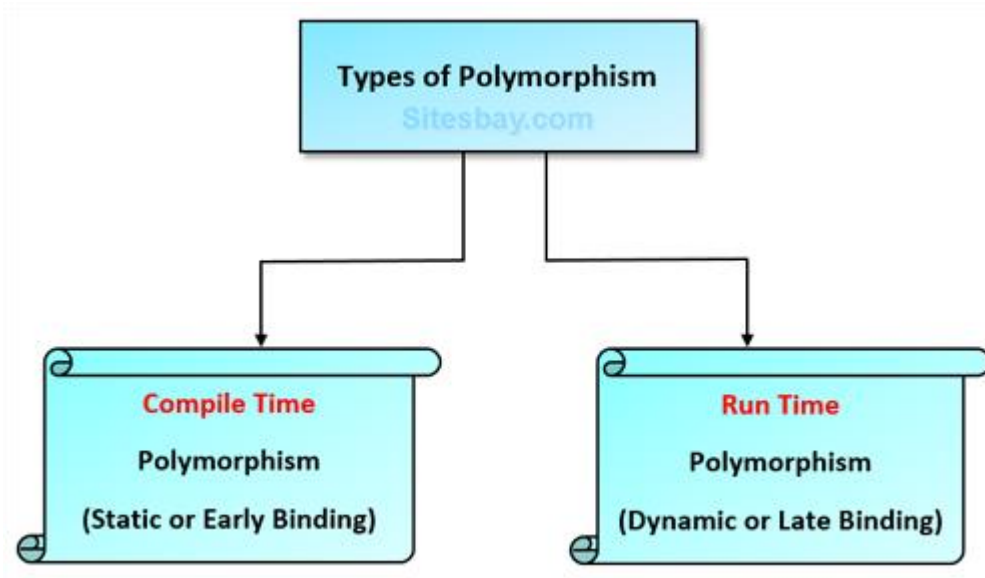 Types of Polymorphism
Sitesbay.com
Compile Time
Polymorphism
(Static or Early Binding)
Run Time
Polymorphism
(Dynamic or Late Binding)